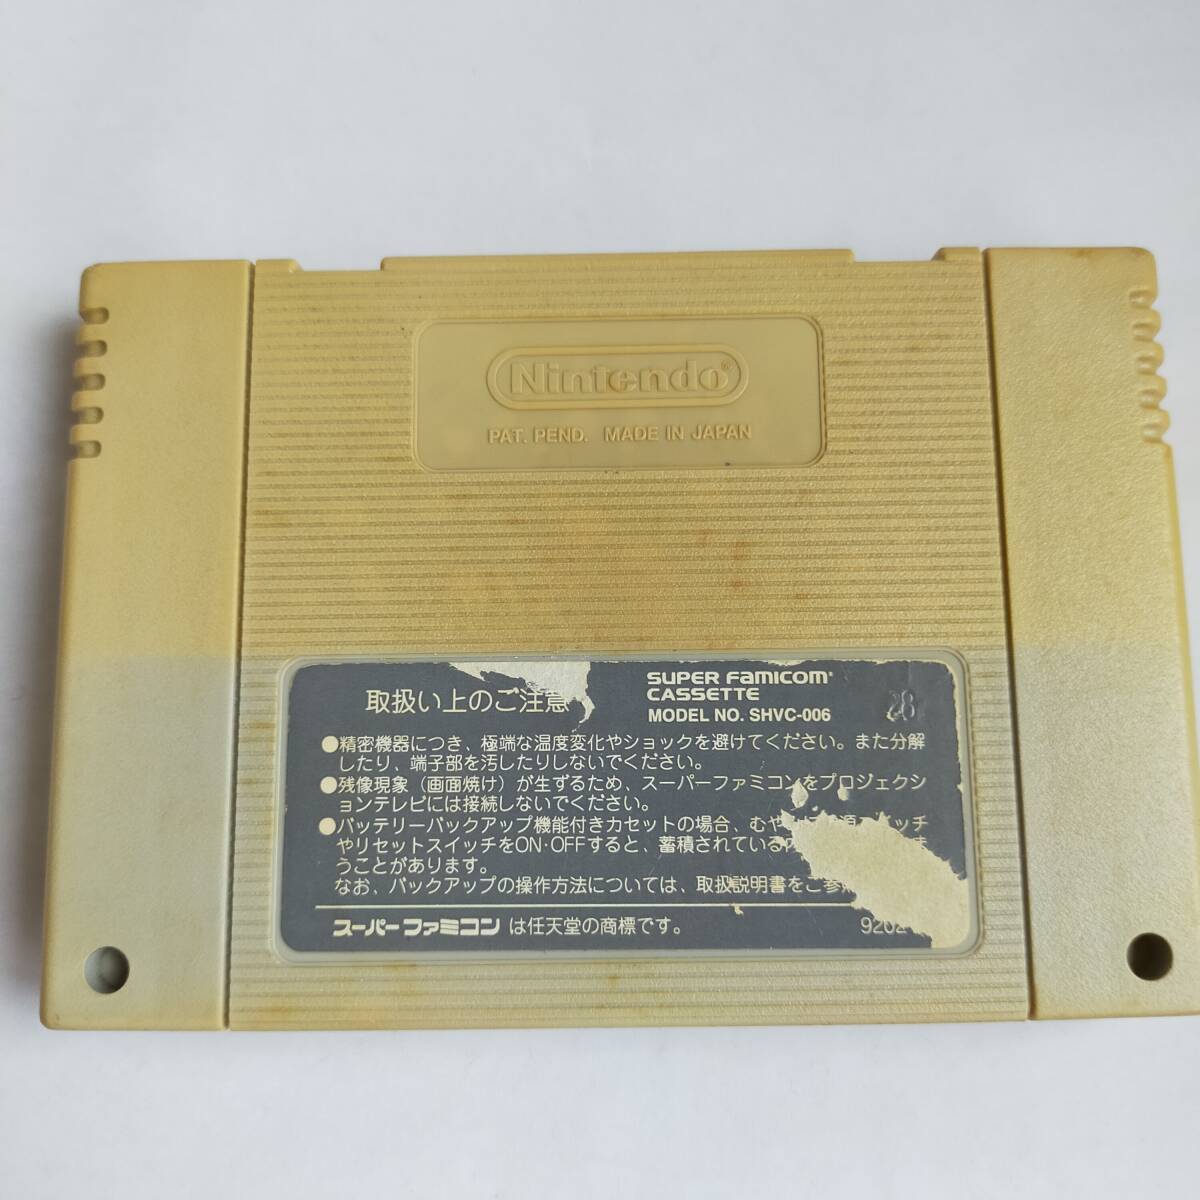 Nintendo®
PAT. PEND. MADE IN JAPAN
取扱い上のご注意
SUPER FAMICOM®
CASSETTE
MODEL NO. SHVC-006
28
●精密機器につき、極端な温度変化やショックを避けてください。また分解
したり、端子部を汚したりしないでください。
●残像現象（画面焼け）が生ずるため、スーパーファミコンをプロジェクシ
ョンテレビには接続しないでください。
●バッテリーバックアップ機能付きカセットの場合、むや
やリセットスイッチをON･OFFすると、蓄積されている
うことがあります。
なお、バックアップの操作方法については、取扱説明書をご参
スーパーファミコン は任天堂の商標です。
9202